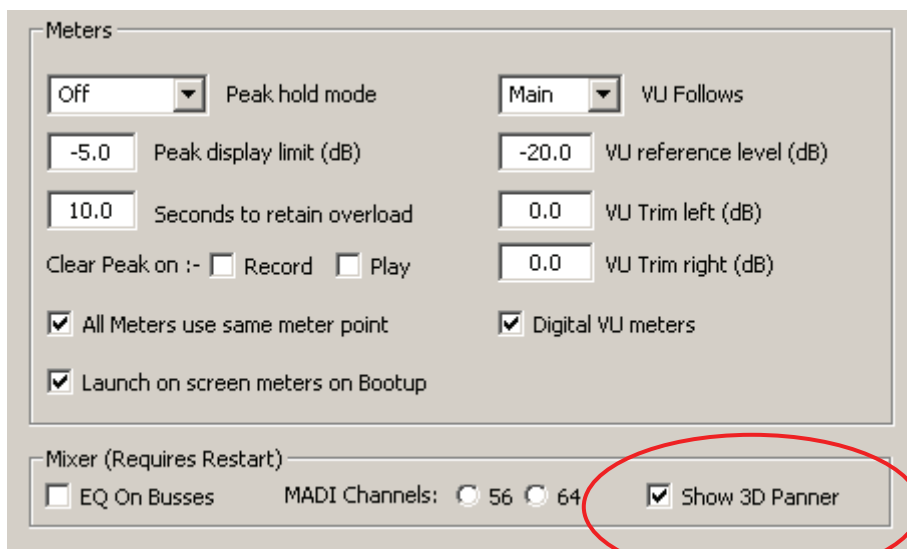 Meters
Off Peak hold mode Main VU Follows
-5.0 Peak display limit (dB) -20.0 VU reference level (dB)
10.0 Seconds to retain overload 0.0 VU Trim left (dB)
Clear Peak on :- Record Play 0.0 VU Trim right (dB)
All Meters use same meter point Digital VU meters
Launch on screen meters on Bootup
Mixer (Requires Restart)
EQ On Busses MADI Channels: 56 64 Show 3D Panner